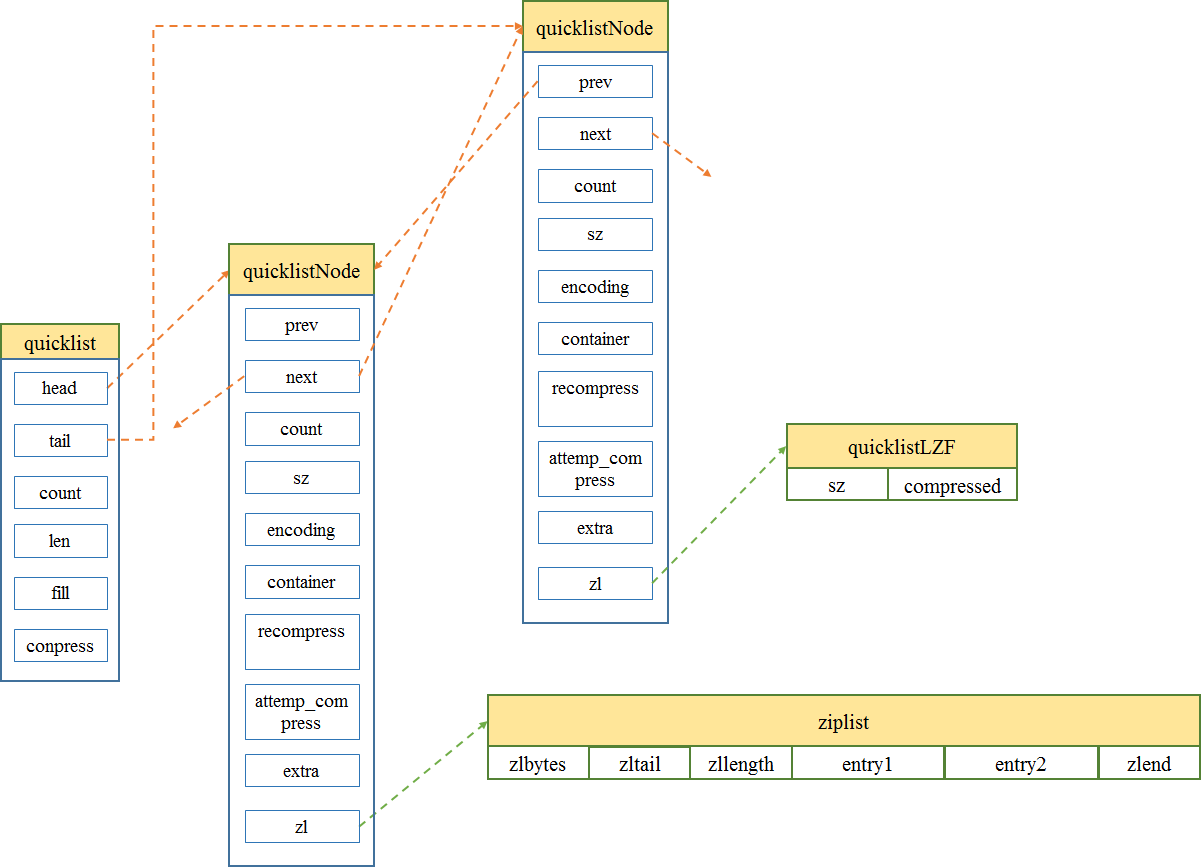 quicklist
head
tail
count
len
fill
conpress
quicklistNode
prev
next
count
sz
encoding
container
recompress
attemp_com
press
extra
zl
quicklistNode
prev
next
count
sz
encoding
container
recompress
attemp_com
press
extra
zl
quicklistLZF
sz compressed
ziplist
zlbytes zltail zllength entry1 entry2 zlend